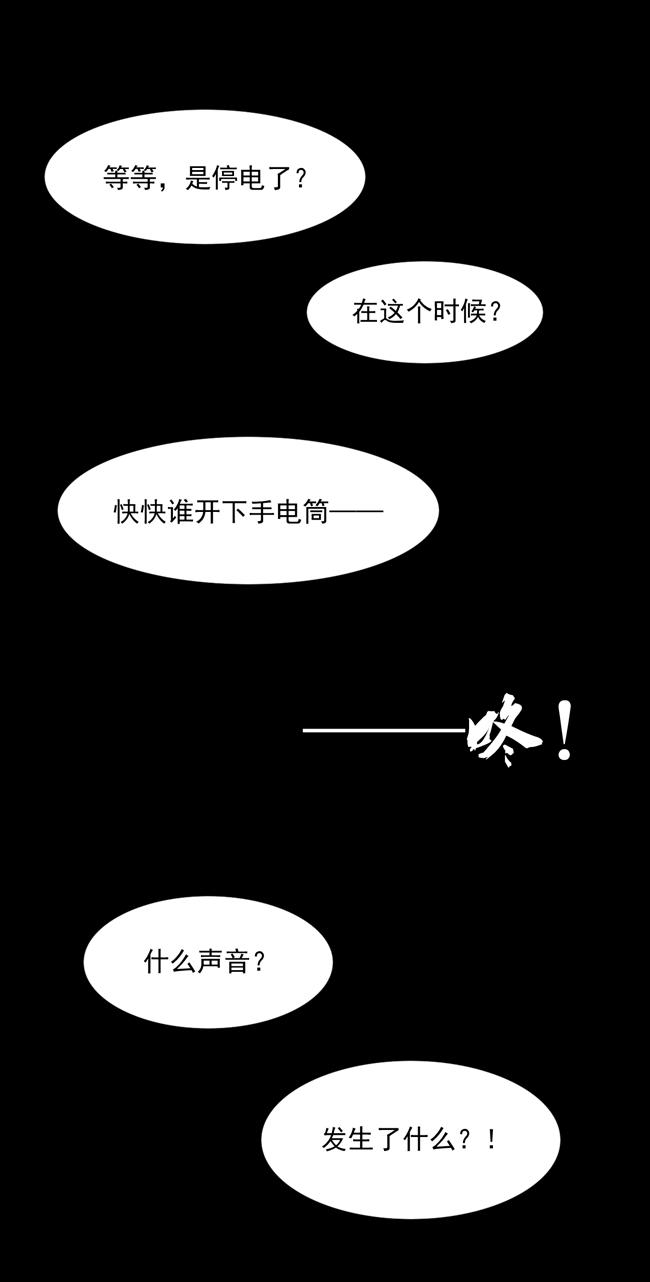 等等，是停电了？
在这个时候？
快快谁开下手电筒——
——咚！
什么声音？
发生了什么？！